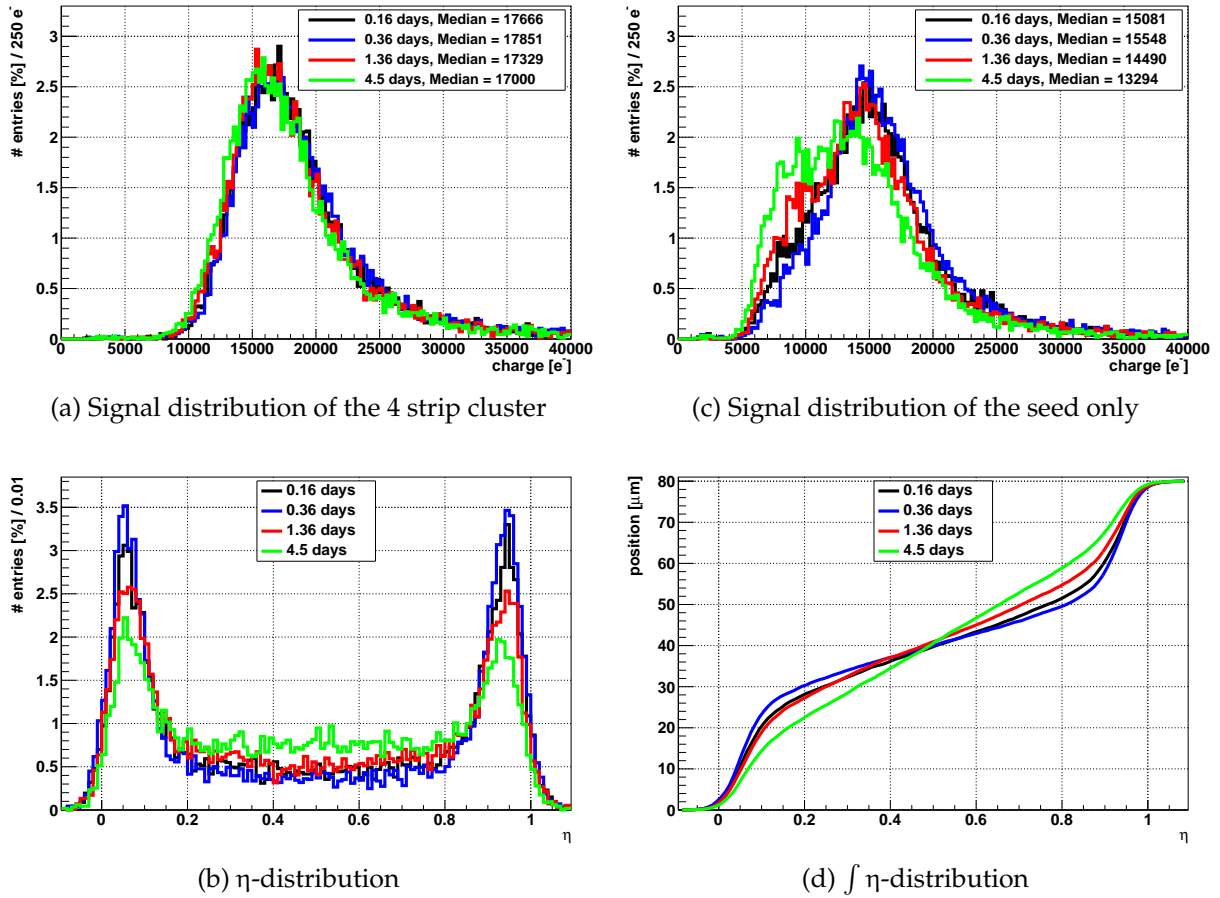 0.16 days, Median = 17666
0.36 days, Median = 17851
1.36 days, Median = 17329
4.5 days, Median = 17000
# entries [%] / 250 e
3
2.5
2
1.5
1
0.5
0
0 5000 10000 15000 20000 25000 30000 35000 40000
charge [e-]
(a) Signal distribution of the 4 strip cluster
0.16 days, Median = 15081
0.36 days, Median = 15548
1.36 days, Median = 14490
4.5 days, Median = 13294
# entries [%] / 250 e
3
2.5
2
1.5
1
0.5
0
0 5000 10000 15000 20000 25000 30000 35000 40000
charge [e-]
(c) Signal distribution of the seed only
0.16 days
0.36 days
1.36 days
4.5 days
# entries [%] / 0.01
3.5
3
2.5
2
1.5
1
0.5
0
0 0.2 0.4 0.6 0.8 1
η
(b) η-distribution
0.16 days
0.36 days
1.36 days
4.5 days
position [μm]
80
70
60
50
40
30
20
10
0
0 0.2 0.4 0.6 0.8 1
η
(d) ∫ η-distribution